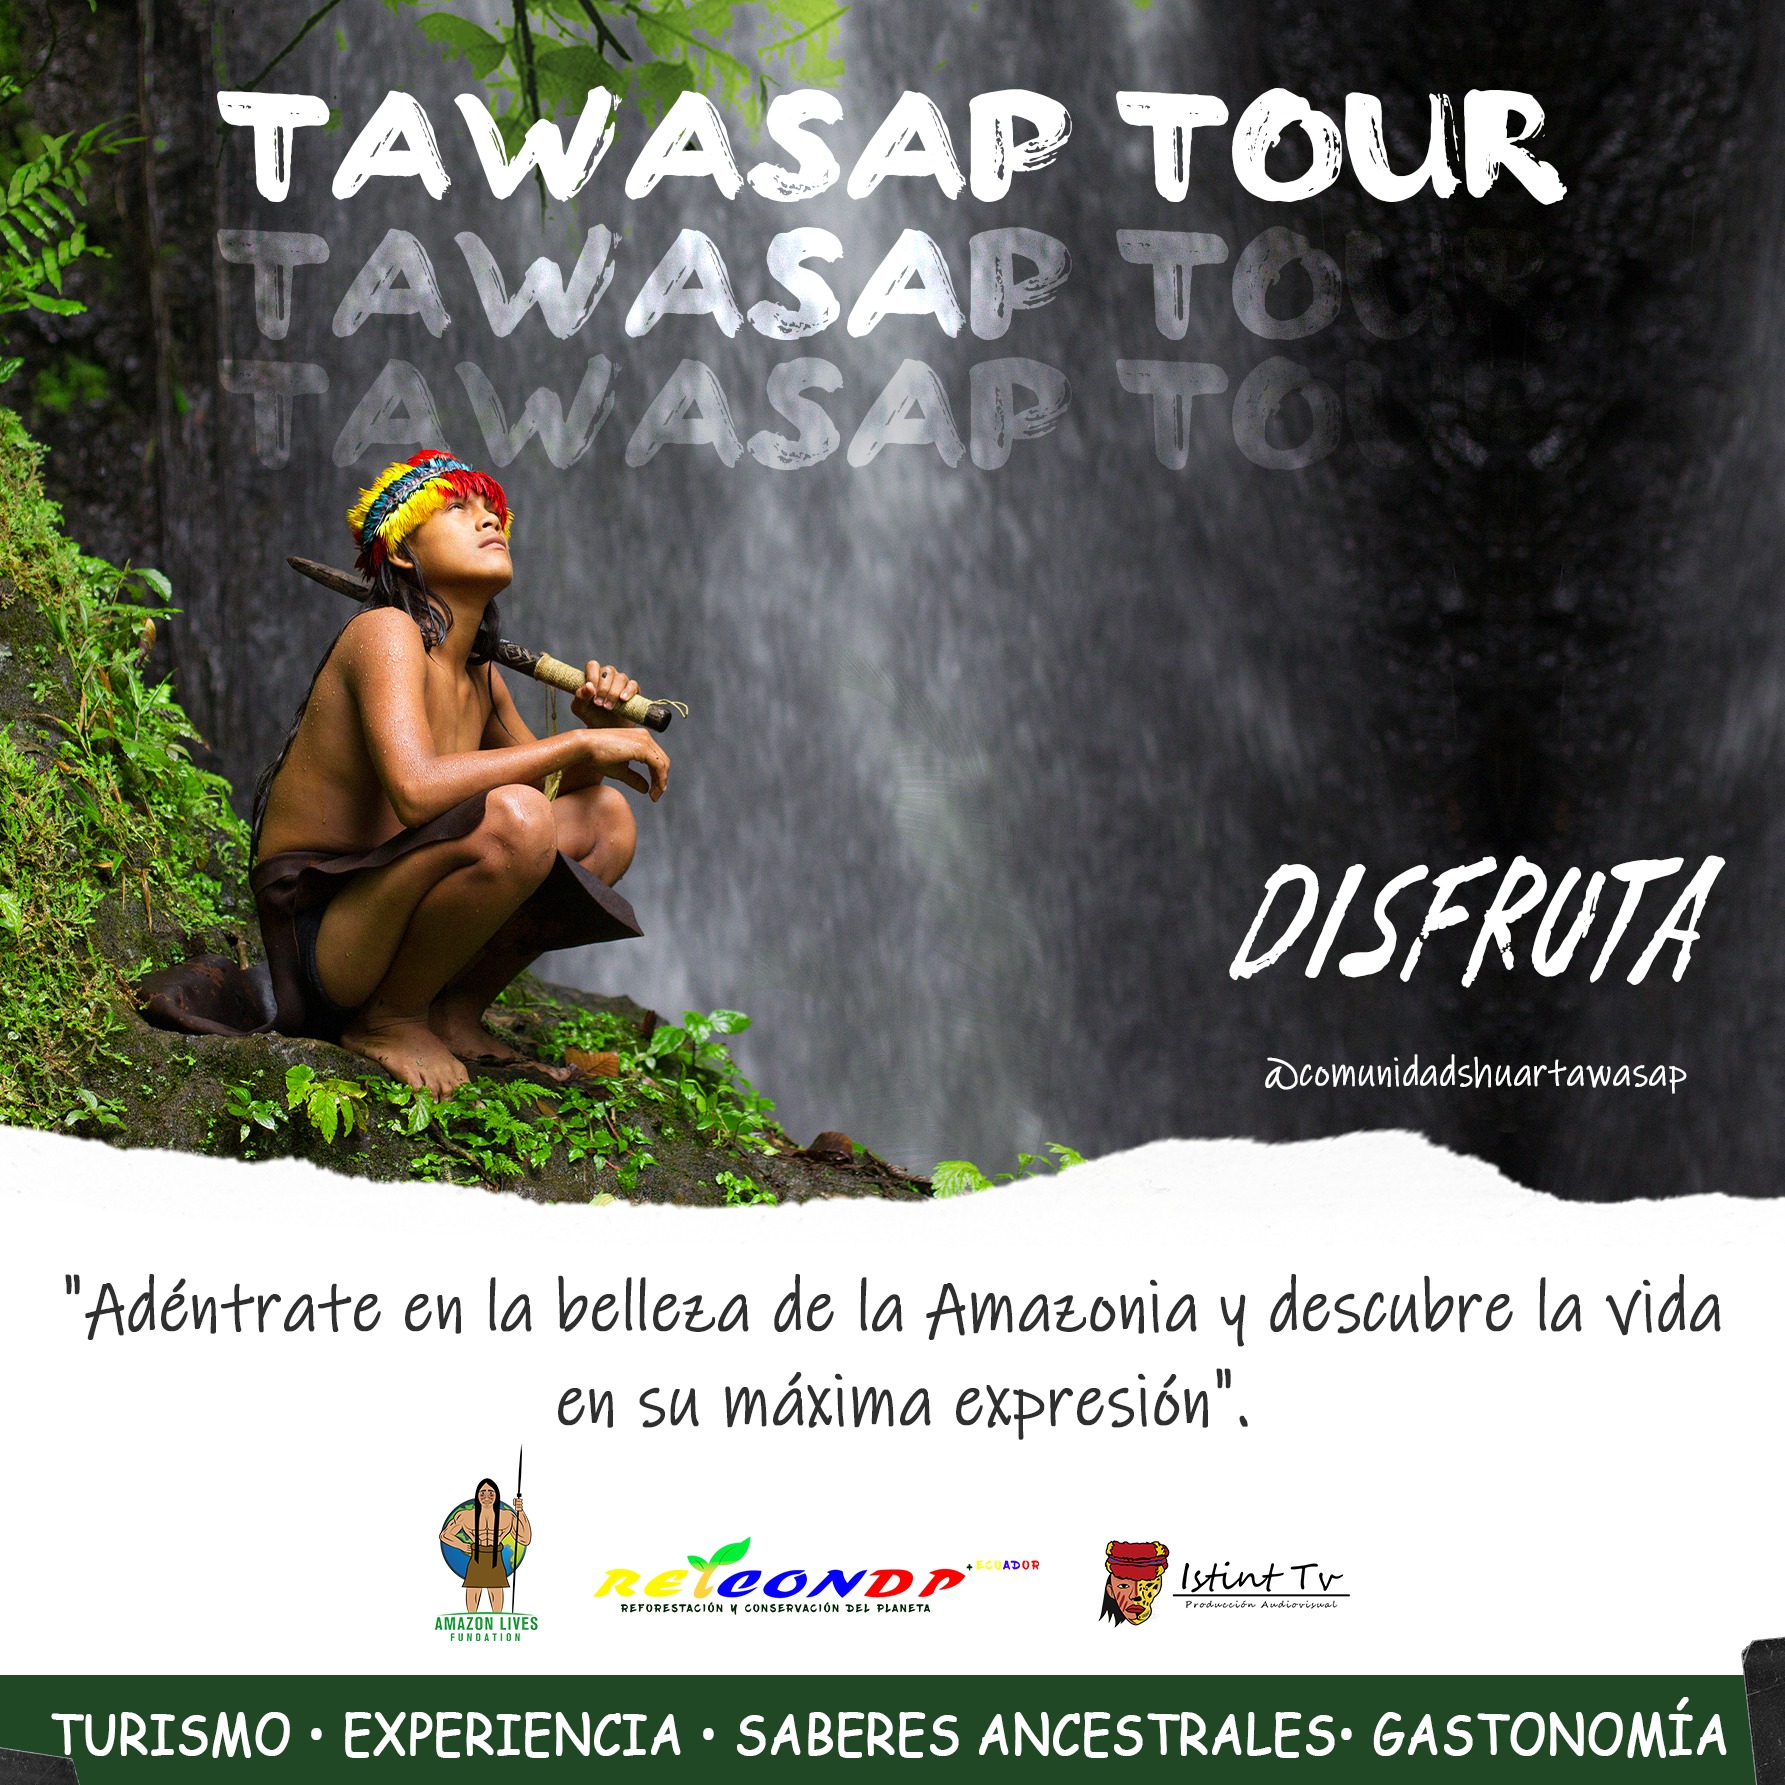 TAWASAP TOUR
TAWASAP TOUR
TAWASAP TOUR
DISFRUTA
@comunidadshuartawasap
"Adéntrate en la belleza de la Amazonia y descubre la vida
en su máxima expresión".
AMAZON LIVES
FUNDATION
REYCONDP + ECUADOR
REFORESTACIÓN Y CONSERVACIÓN DEL PLANETA
Istint Tv
Producción Audiovisual
TURISMO • EXPERIENCIA • SABERES ANCESTRALES• GASTONOMÍA